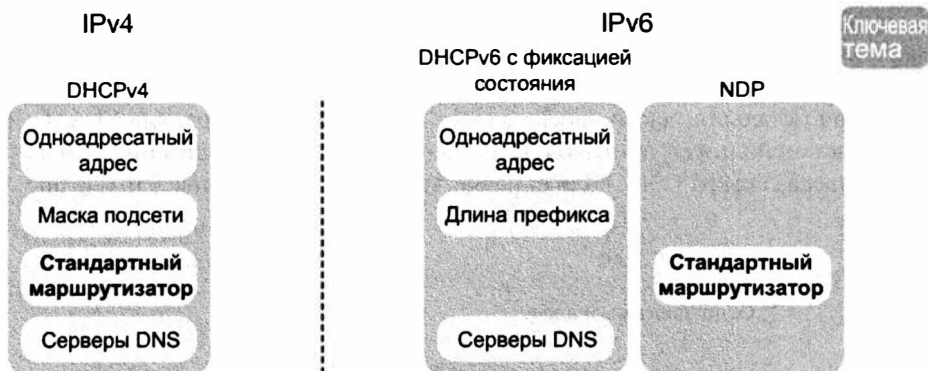 IPv4
IPv6
Ключевая
тема
DHCPv4
DHCPv6 с фиксацией
состояния
NDP
Одноадресатный
адрес
Маска подсети
Стандартный
маршрутизатор
Серверы DNS
Одноадресатный
адрес
Длина префикса
Серверы DNS
Стандартный
маршрутизатор